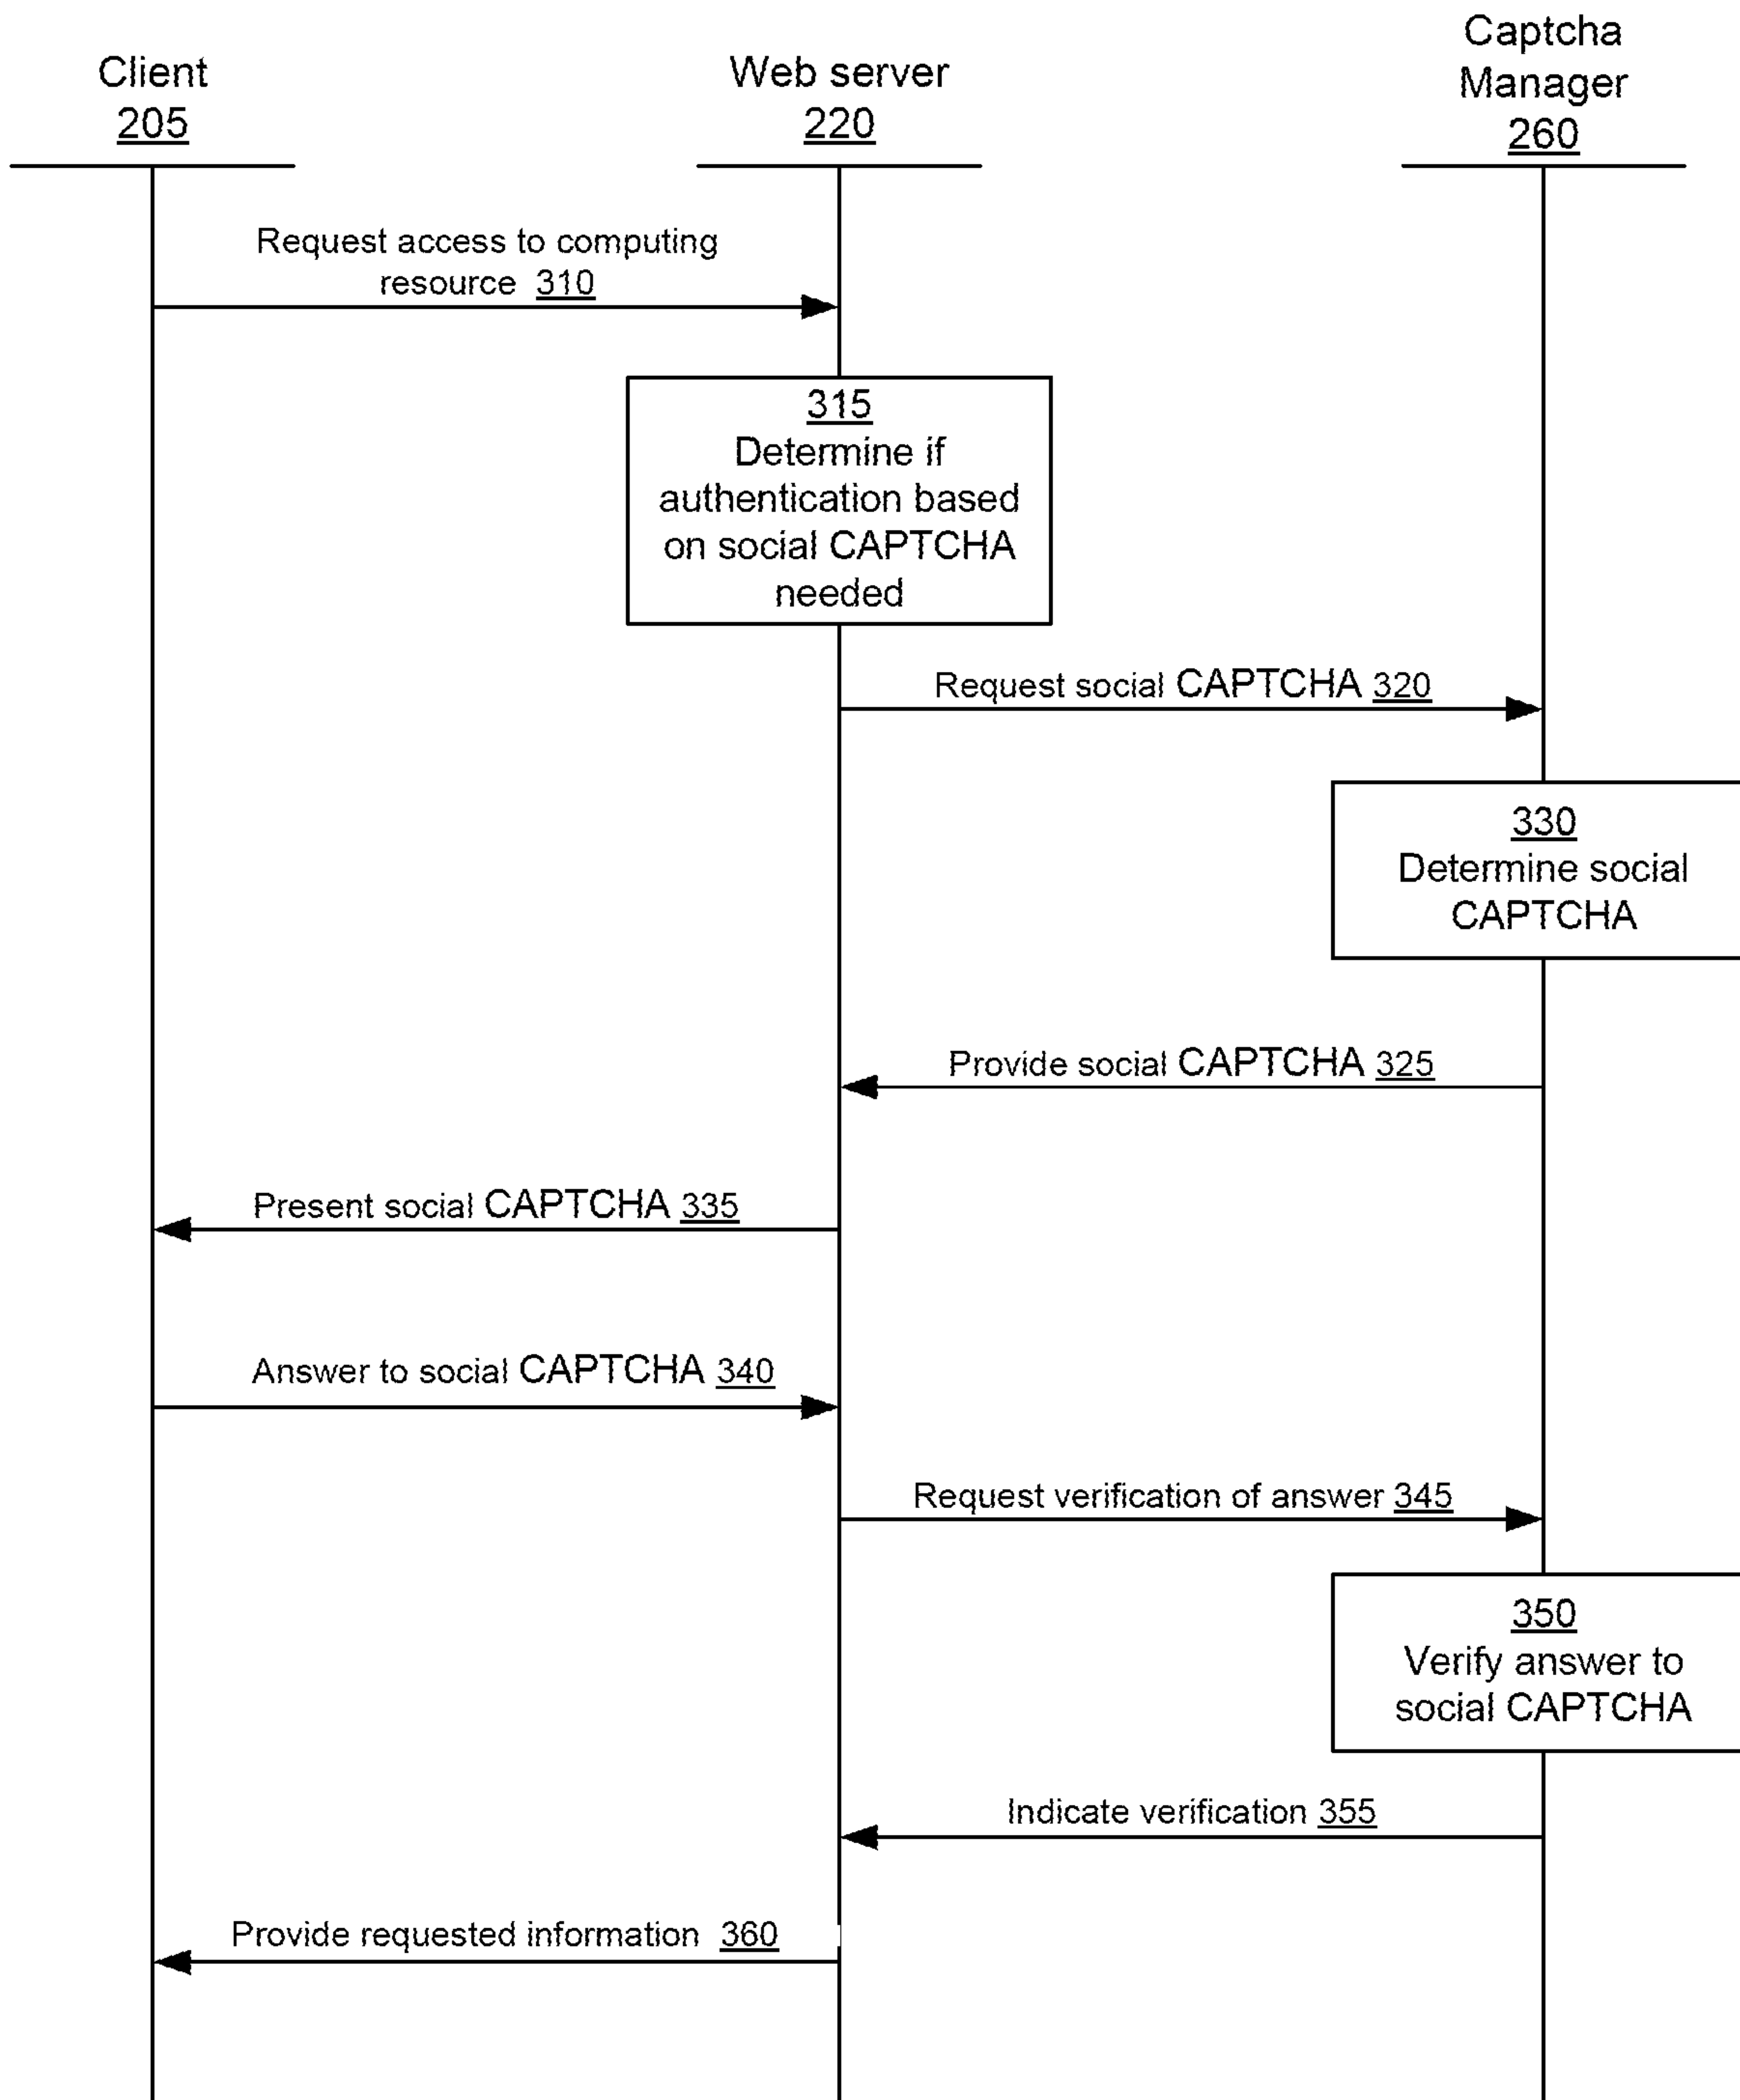 Client
205
Web server
220
Captcha
Manager
260
Request access to computing
resource 310
315
Determine if
authentication based
on social CAPTCHA
needed
Request social CAPTCHA 320
330
Determine social
CAPTCHA
Provide social CAPTCHA 325
Present social CAPTCHA 335
Answer to social CAPTCHA 340
Request verification of answer 345
350
Verify answer to
social CAPTCHA
Indicate verification 355
Provide requested information 360